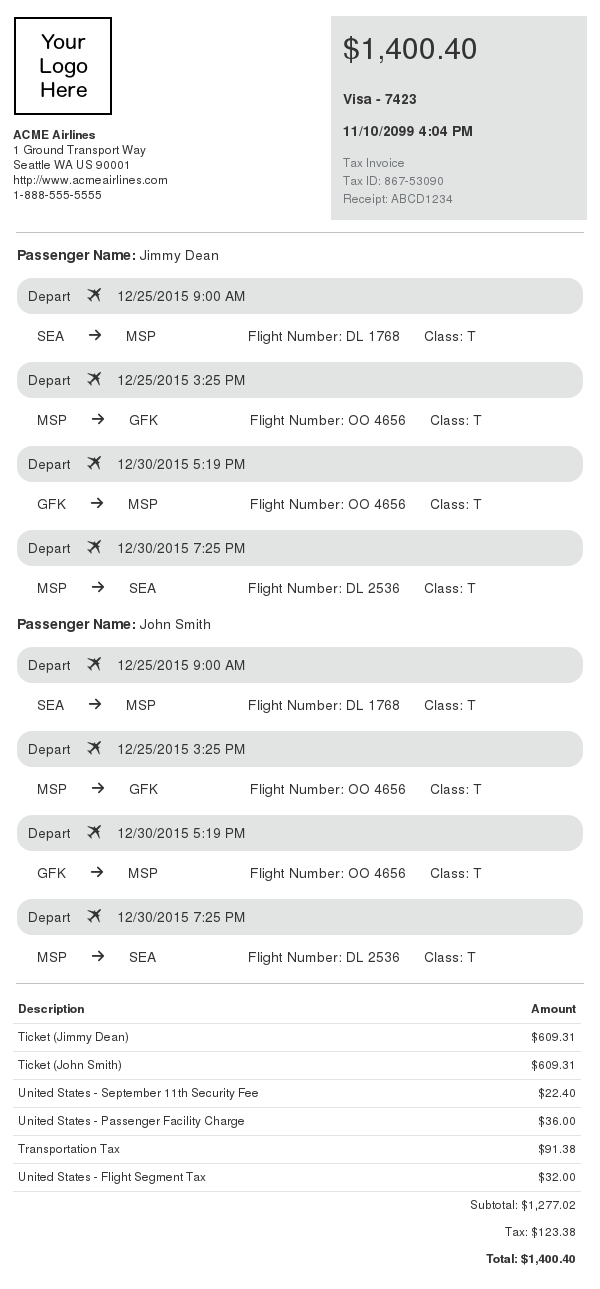 Your
Logo
Here
ACME Airlines
1 Ground Transport Way
Seattle WA US 90001
http://www.acmeairlines.com
1-888-555-5555
$1,400.40
Visa - 7423
11/10/2099 4:04 PM
Tax Invoice
Tax ID: 867-53090
Receipt: ABCD1234
Passenger Name: Jimmy Dean
Depart 12/25/2015 9:00 AM
SEA → MSP Flight Number: DL 1768 Class: T
Depart 12/25/2015 3:25 PM
MSP → GFK Flight Number: OO 4656 Class: T
Depart 12/30/2015 5:19 PM
GFK → MSP Flight Number: OO 4656 Class: T
Depart 12/30/2015 7:25 PM
MSP → SEA Flight Number: DL 2536 Class: T
Passenger Name: John Smith
Depart 12/25/2015 9:00 AM
SEA → MSP Flight Number: DL 1768 Class: T
Depart 12/25/2015 3:25 PM
MSP → GFK Flight Number: OO 4656 Class: T
Depart 12/30/2015 5:19 PM
GFK → MSP Flight Number: OO 4656 Class: T
Depart 12/30/2015 7:25 PM
MSP → SEA Flight Number: DL 2536 Class: T
Description Amount
Ticket (Jimmy Dean) $609.31
Ticket (John Smith) $609.31
United States - September 11th Security Fee $22.40
United States - Passenger Facility Charge $36.00
Transportation Tax $91.38
United States - Flight Segment Tax $32.00
Subtotal: $1,277.02
Tax: $123.38
Total: $1,400.40